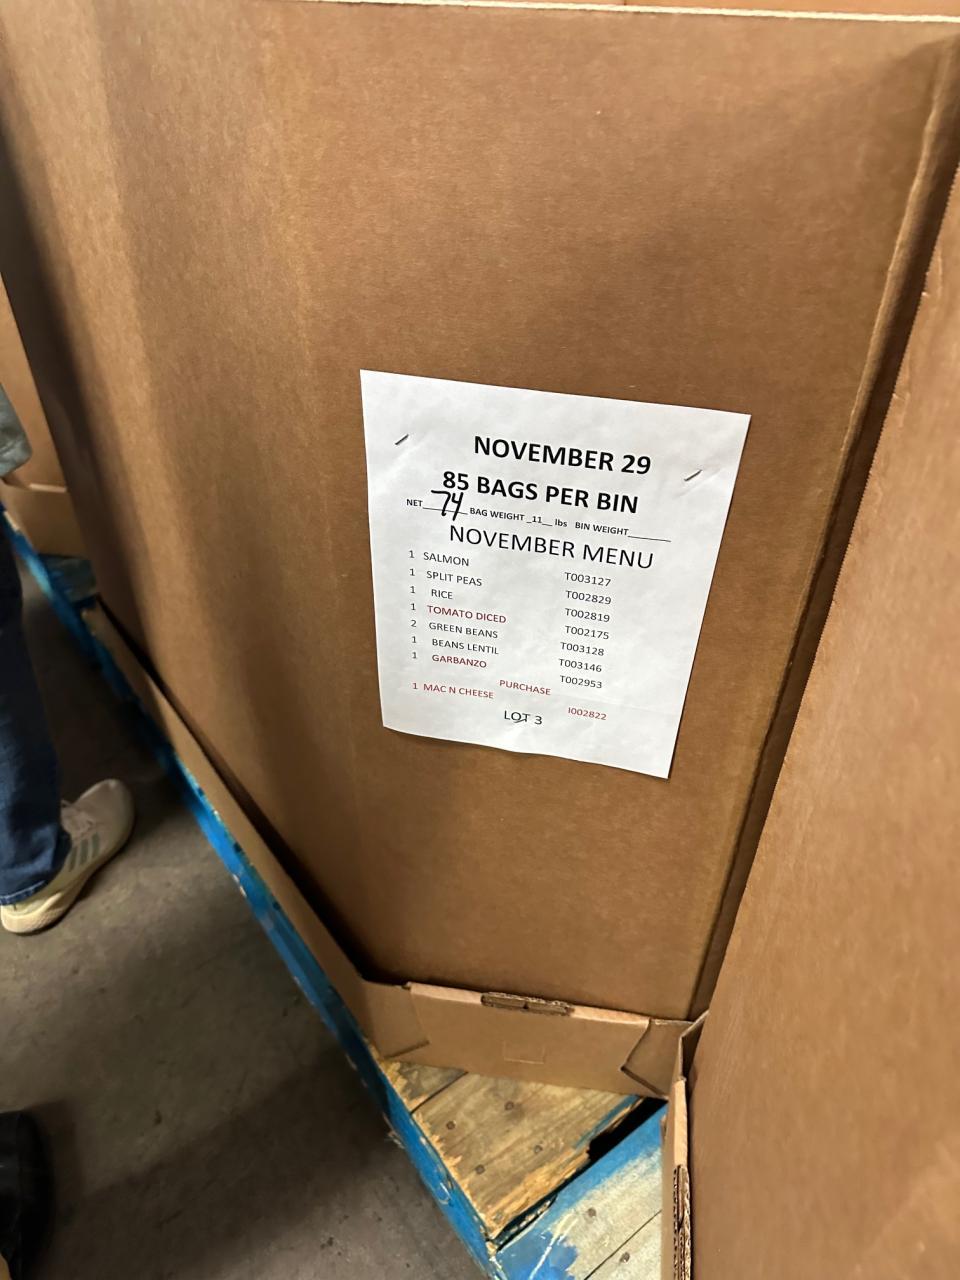 NOVEMBER 29
85 BAGS PER BIN
NET 74 BAG WEIGHT _11__ lbs BIN WEIGHT________
NOVEMBER MENU
1 SALMON T003127
1 SPLIT PEAS T002829
1 RICE T002819
1 TOMATO DICED T002175
2 GREEN BEANS T003128
1 BEANS LENTIL T003146
1 GARBANZO T002953
PURCHASE
1 MAC N CHEESE I002822
LOT 3